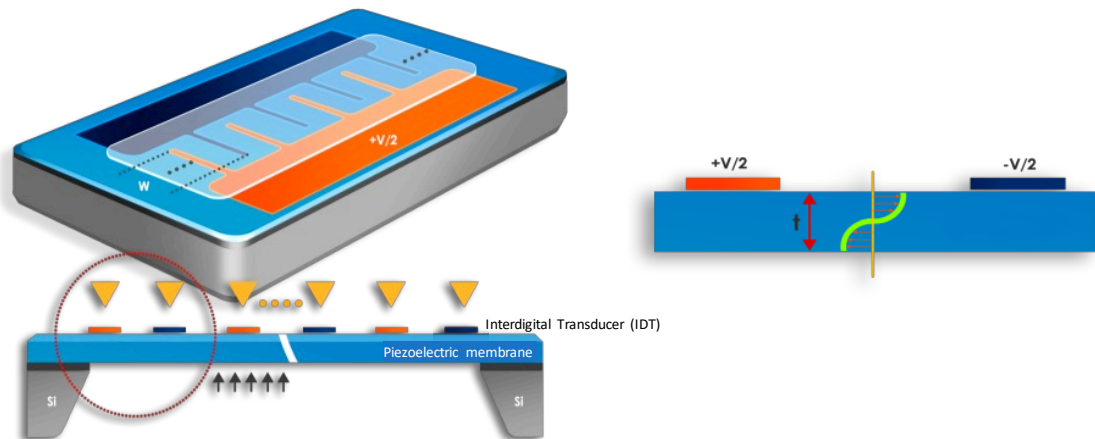 +V/2
W
+V/2
-V/2
t
Interdigital Transducer (IDT)
Piezoelectric membrane
Si
Si